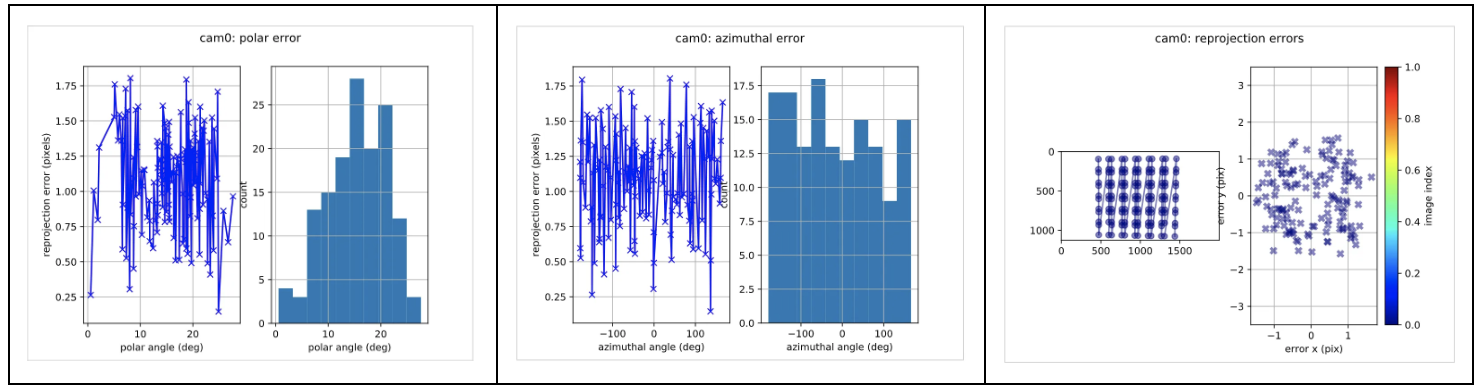 cam0: polar error
1.75
1.50
1.25
1.00
0.75
0.50
0.25
reprojection error (pixels)
0 10 20
polar angle (deg)
25
20
15
10
5
0
count
0 10 20
polar angle (deg)
cam0: azimuthal error
1.75
1.50
1.25
1.00
0.75
0.50
0.25
reprojection error (pixels)
−100 0 100
azimuthal angle (deg)
17.5
15.0
12.5
10.0
7.5
5.0
2.5
0.0
count
−100 0 100
azimuthal angle (deg)
cam0: reprojection errors
0
500
1000
0 500 1000 1500
3
2
1
0
−1
−2
−3
error y (pix)
−1 0 1
error x (pix)
1.0
0.8
0.6
0.4
0.2
0.0
image index